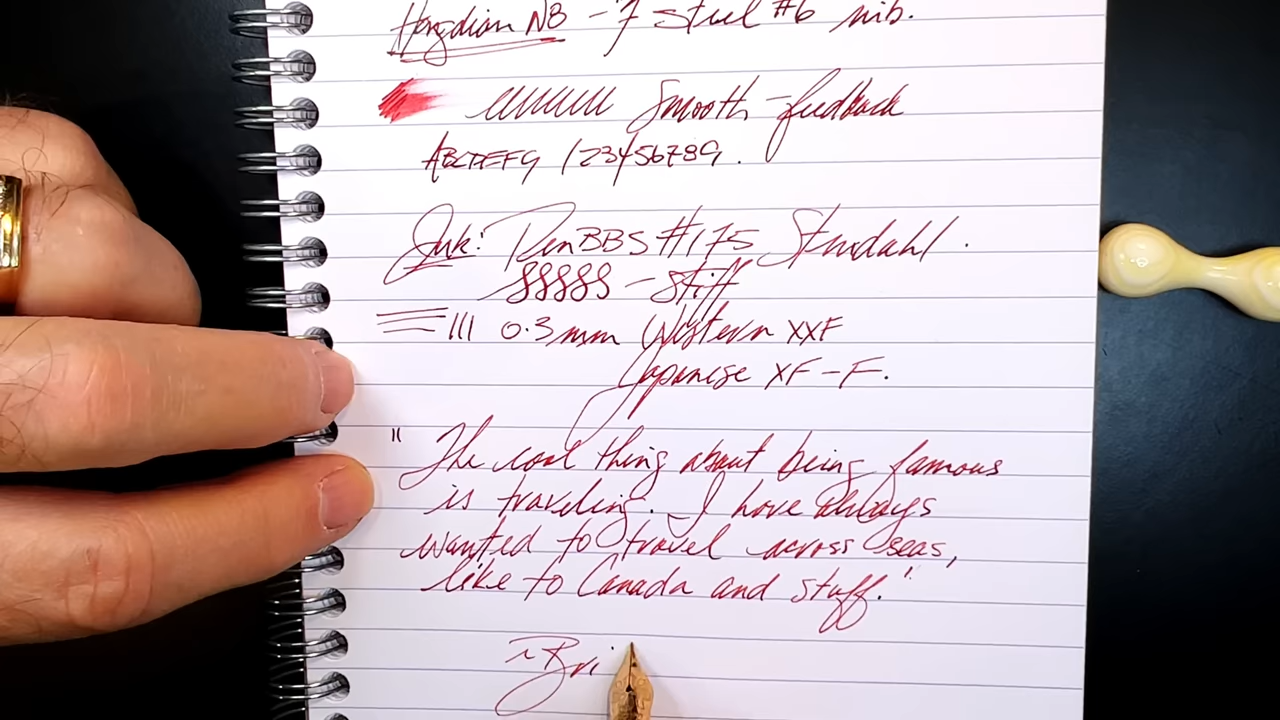 Hongdian N8 - 7 steel #6 nib.
Smooth - feedback
ABCDEFG 123456789.
Ink: PenBBS #175 Stendahl.
- Stiff
0.3mm Western XXF
Japanese XF - F.
"The cool thing about being famous
is traveling. I have always
wanted to travel across seas,
like to Canada and stuff."
~ Bri